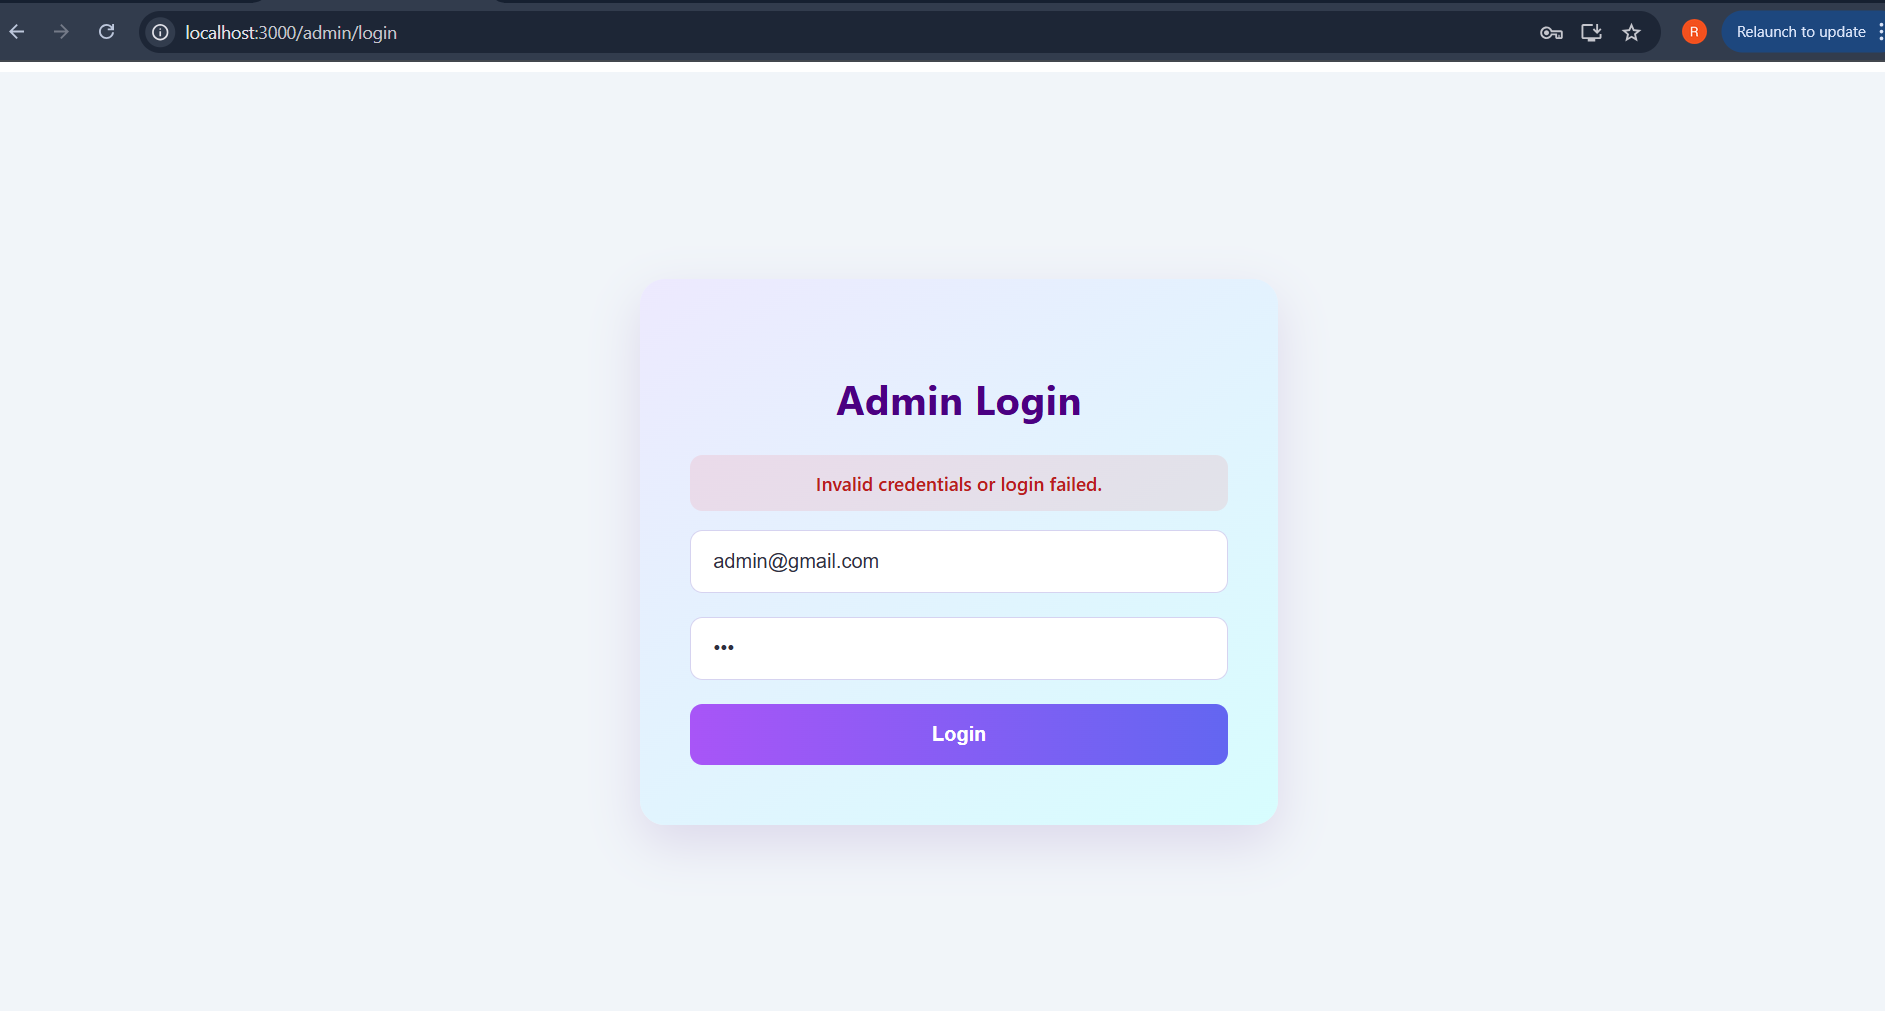 localhost:3000/admin/login
R
Relaunch to update
Admin Login
Invalid credentials or login failed.
admin@gmail.com
•••
Login